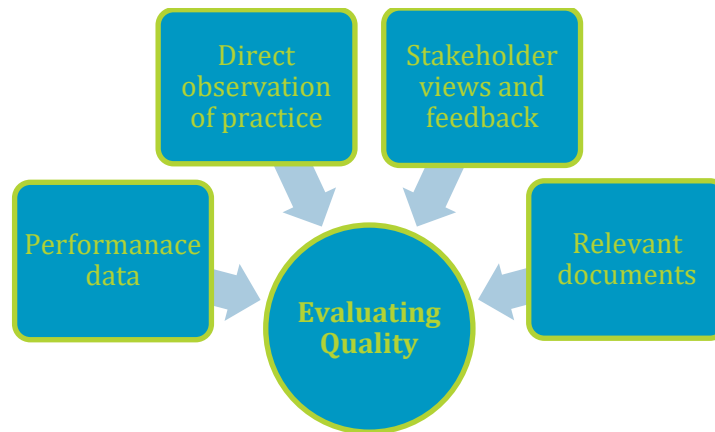 Direct
observation
of practice
Stakeholder
views and
feedback
Performanace
data
Relevant
documents
Evaluating
Quality